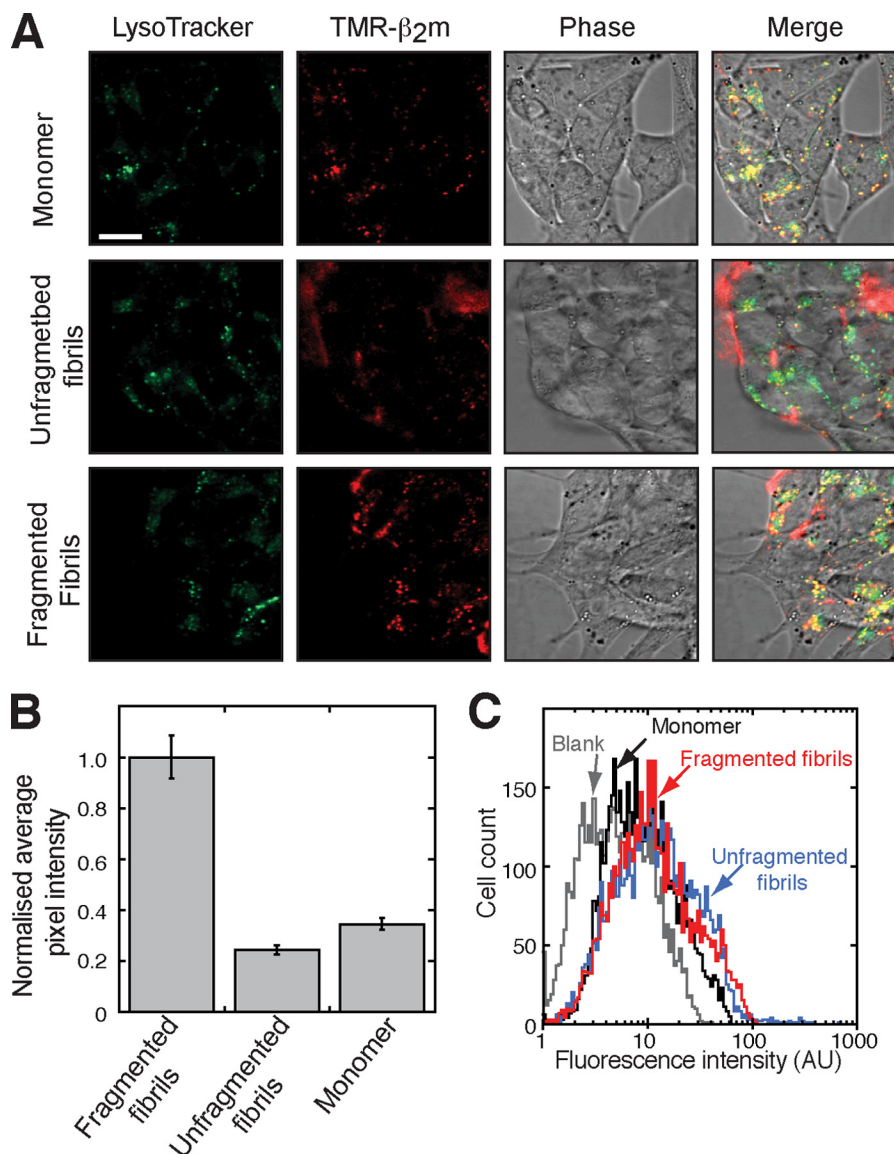 A
LysoTracker
TMR-β2m
Phase
Merge
Monomer
Unfragmetbed
fibrils
Fragmented
Fibrils
B
Normalised average
pixel intensity
1.0
0.8
0.6
0.4
0.2
0
Fragmented
fibrils
Unfragmented
fibrils
Monomer
C
Cell count
150
100
50
0
Blank
Monomer
Fragmented fibrils
Unfragmented
fibrils
1
10
100
1000
Fluorescence intensity (AU)